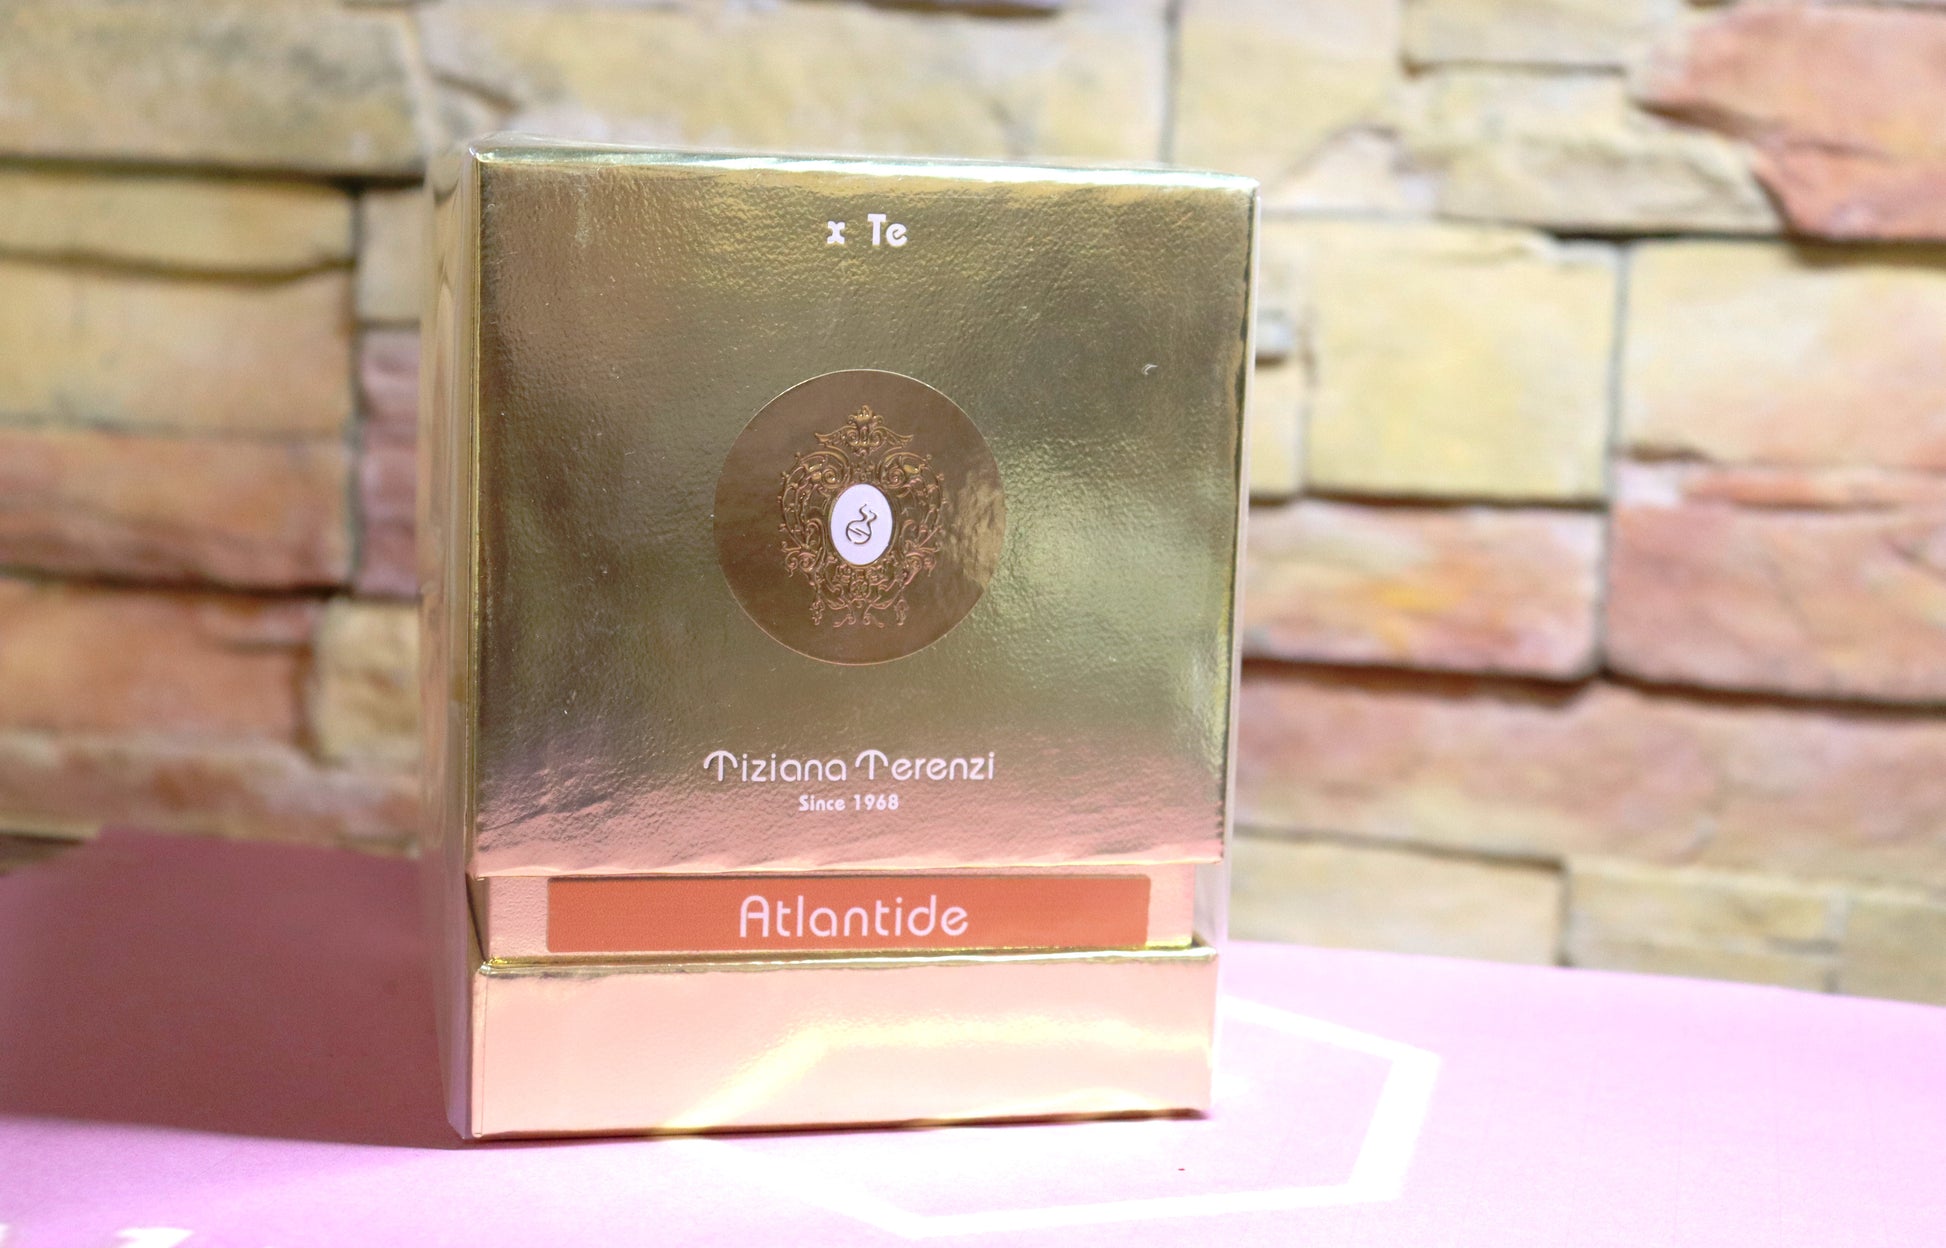 x Te
Tiziana Terenzi
Since 1968
Atlantide